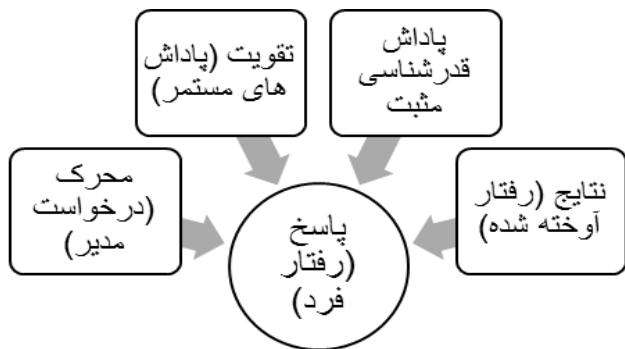 پاداش
قدرشناسی
مثبت
تقویت (پاداش
های مستمر)
نتایج (رفتار
آوخته شده)
محرک
(درخواست
مدیر)
پاسخ
(رفتار
فرد)